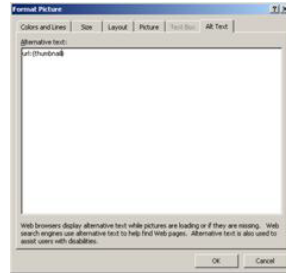 Format Picture
Colors and Lines Size Layout Picture Text Box Alt Text
Alternative text:
url:(thumbnail)
Web browsers display alternative text while pictures are loading or if they are missing. Web
search engines use alternative text to help find Web pages. Alternative text is also used to
assist users with disabilities.
OK Cancel